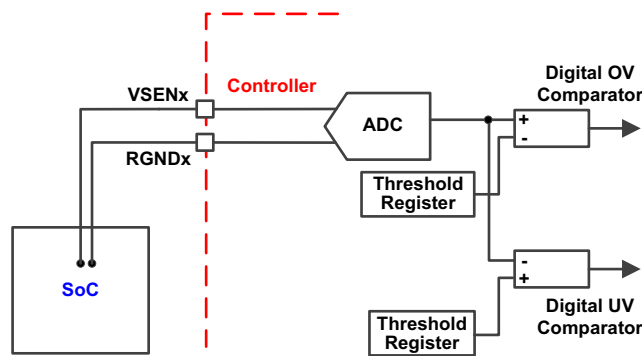 Controller
VSENx
RGNDx
ADC
Digital OV
Comparator
+
-
Threshold
Register
-
+
Digital UV
Comparator
Threshold
Register
SoC